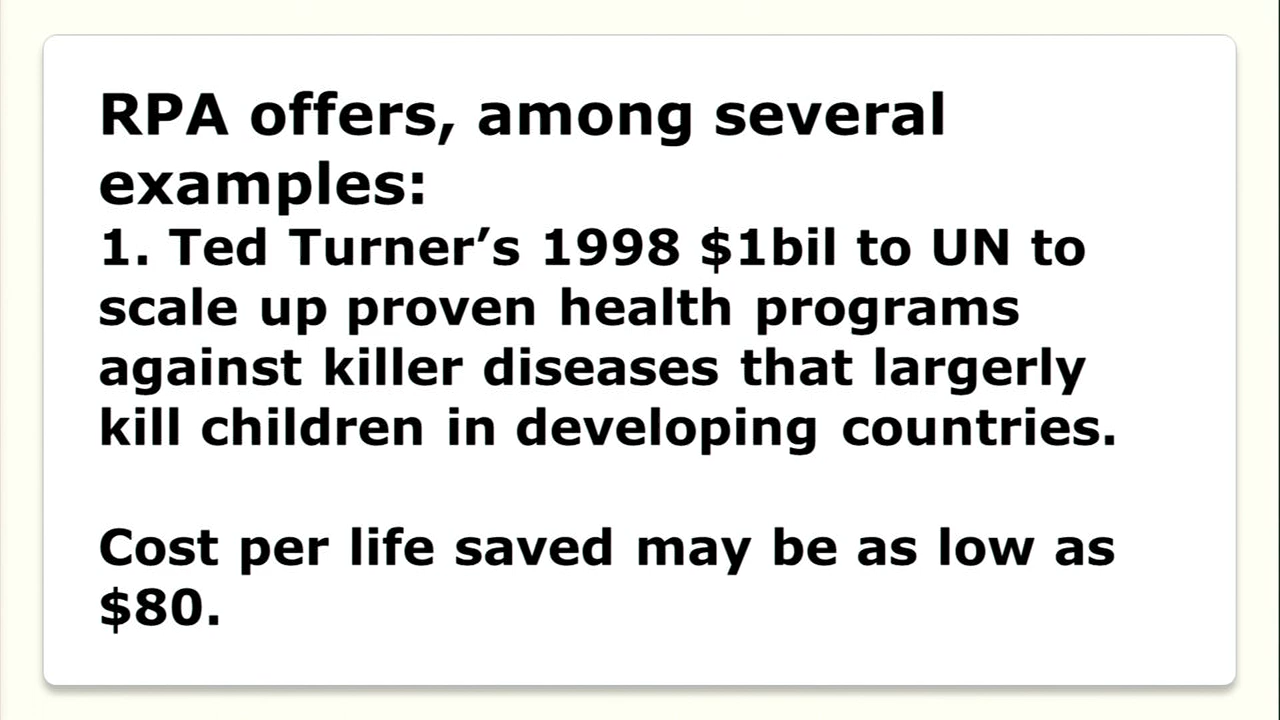 RPA offers, among several
examples:
1. Ted Turner’s 1998 $1bil to UN to
scale up proven health programs
against killer diseases that largerly
kill children in developing countries.
Cost per life saved may be as low as
$80.